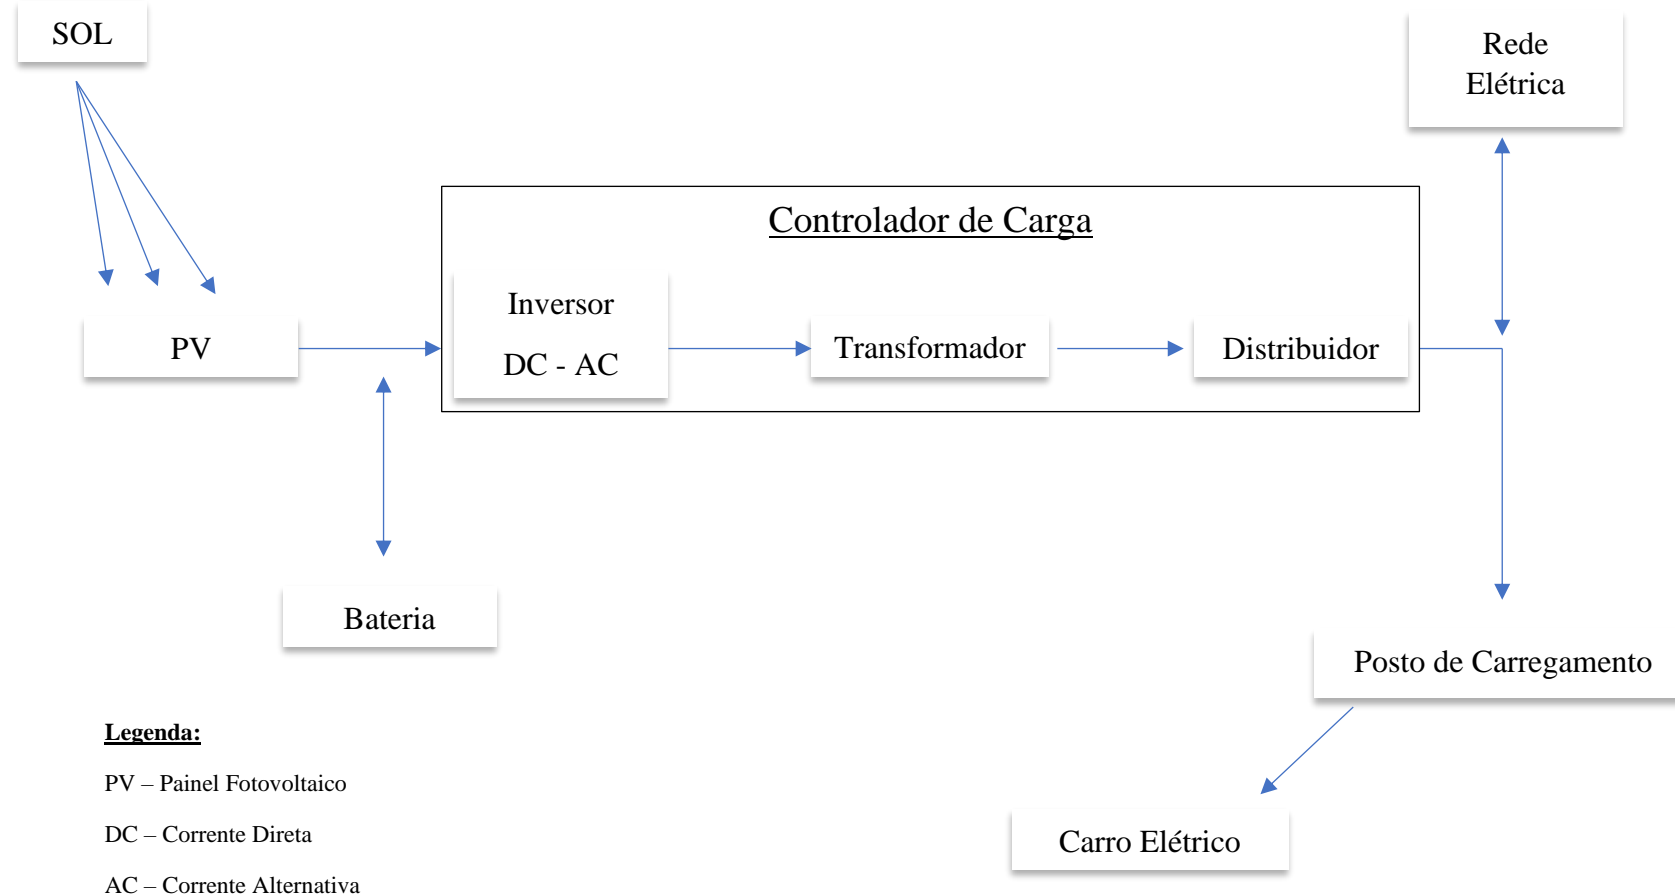 SOL
Rede
Elétrica
Controlador de Carga
Inversor
DC - AC
PV
Transformador
Distribuidor
Bateria
Posto de Carregamento
Legenda:
PV – Painel Fotovoltaico
DC – Corrente Direta
Carro Elétrico
AC – Corrente Alternativa